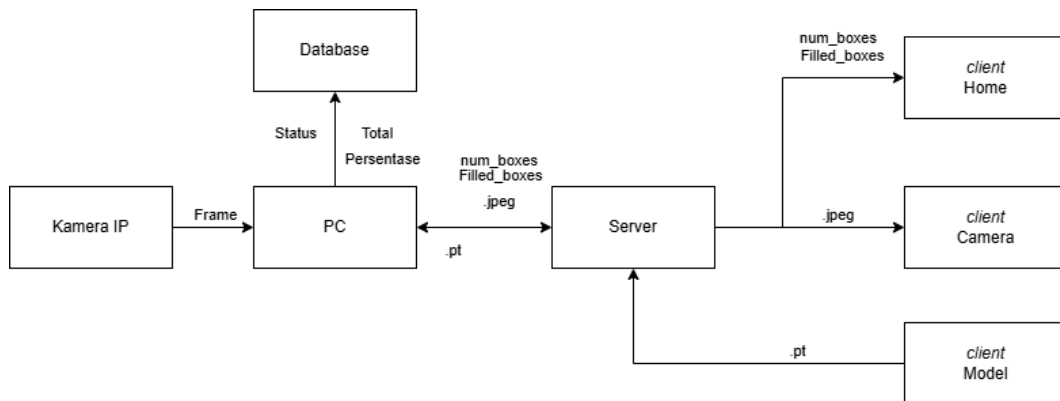 Database
num_boxes
Filled_boxes
client
Home
Status
Total
Persentase
num_boxes
Filled_boxes
.jpeg
Kamera IP
Frame
PC
.pt
Server
.jpeg
client
Camera
.pt
client
Model